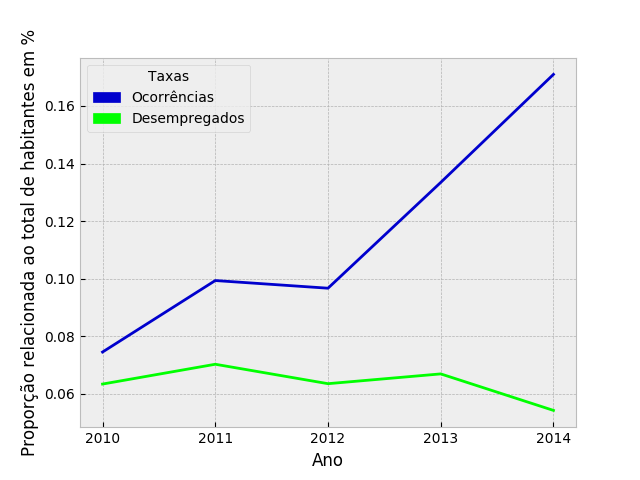 Proporção relacionada ao total de habitantes em %
Taxas
Ocorrências
Desempregados
0.16
0.14
0.12
0.10
0.08
0.06
2010 2011 2012 2013 2014
Ano